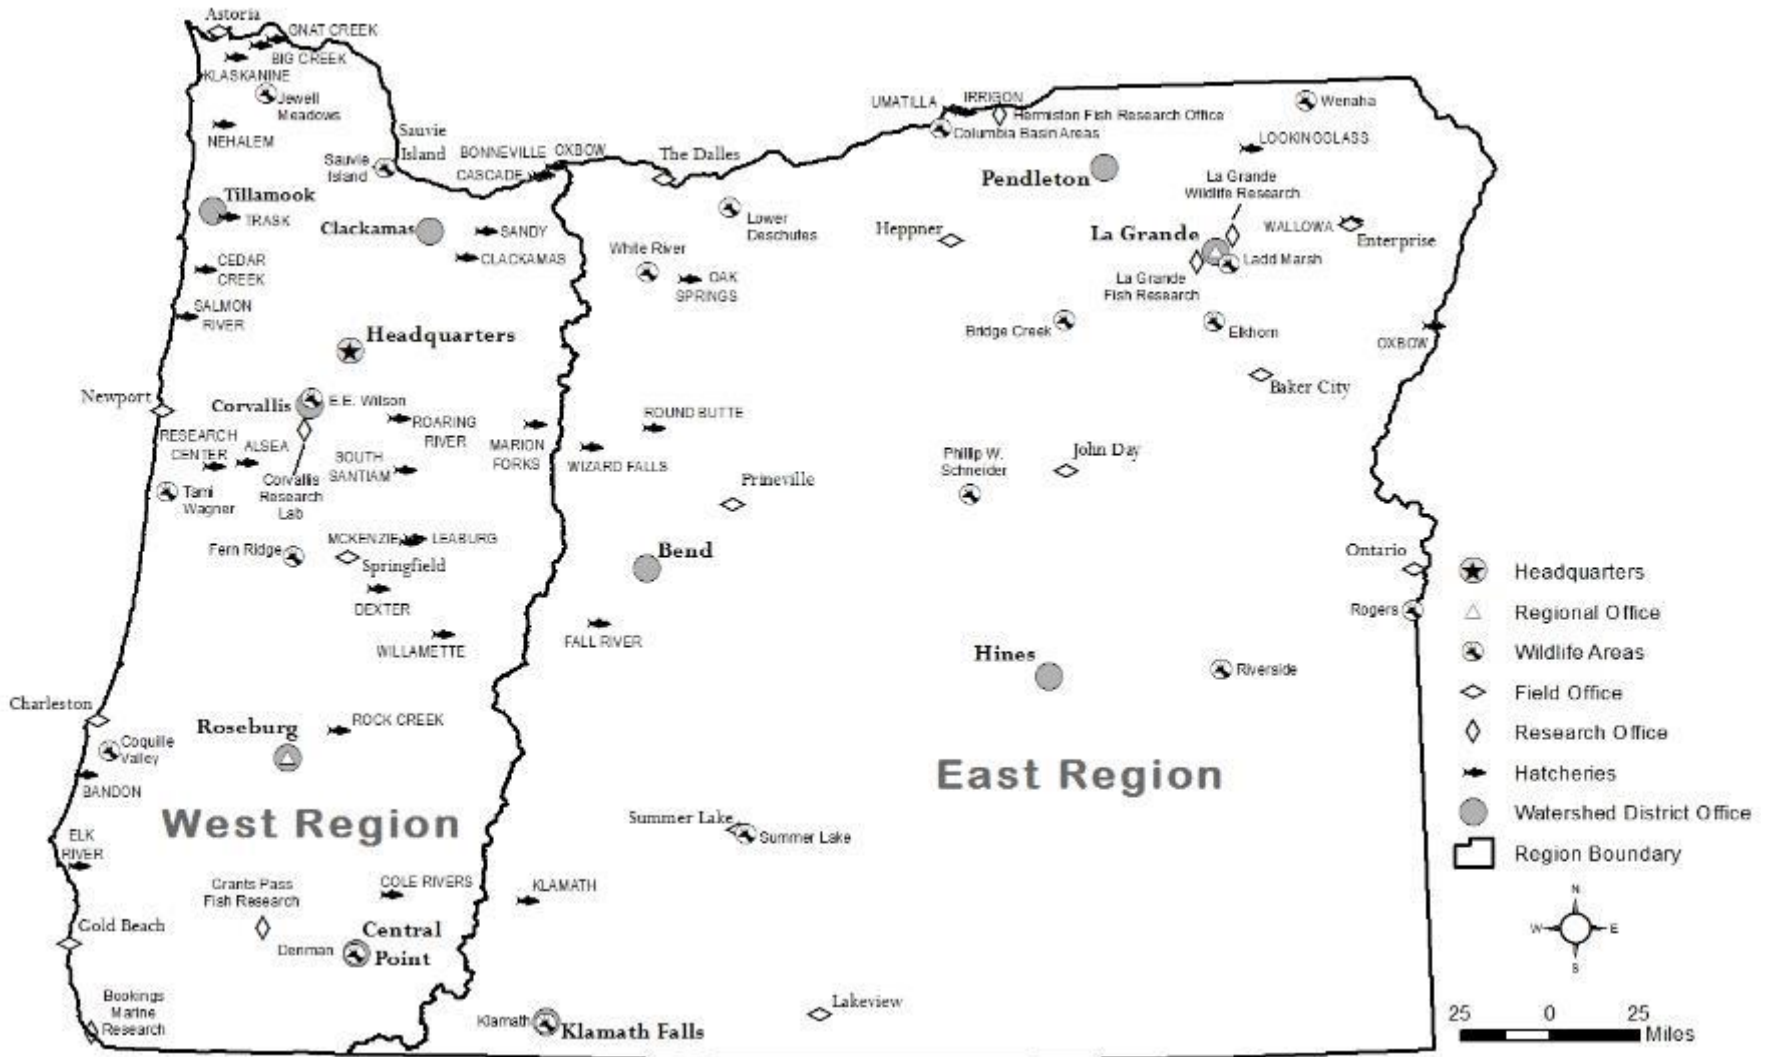 Astoria
GNAT CREEK
BIG CREEK
KLASKANINE
Jewell
Meadows
NEHALEM
Sauvie
Island
Sauvie
Island
BONNEVILLE
OXBOW
CASCADE
The Dalles
UMATILLA
IRRIGON
Hermiston Fish Research Office
Columbia Basin Areas
Wenaha
LOOKINGGLASS
Pendleton
La Grande
Wildlife Research
Tillamook
TRASK
Clackamas
SANDY
CLACKAMAS
Lower
Deschutes
White River
OAK
SPRINGS
Heppner
La Grande
WALLOWA
Enterprise
Ladd Marsh
La Grande
Fish Research
CEDAR
CREEK
SALMON
RIVER
Headquarters
Bridge Creek
Elkhorn
OXBOW
Baker City
Newport
Corvallis
E.E. Wilson
ROARING
RIVER
RESEARCH
CENTER
ALSEA
SOUTH
SANTIAM
MARION
FORKS
ROUND BUTTE
WIZARD FALLS
Corvallis
Research
Lab
Tami
Wagner
Prineville
Phillip W.
Schneider
John Day
Fern Ridge
MCKENZIE
LEABURG
Springfield
DEXTER
WILLAMETTE
Bend
FALL RIVER
Ontario
Rogers
Hines
Riverside
Charleston
Coquille
Valley
BANDON
Roseburg
ROCK CREEK
West Region
East Region
ELK
RIVER
Summer Lake
Summer Lake
Grants Pass
Fish Research
COLE RIVERS
KLAMATH
Gold Beach
Denman
Central
Point
Bookings
Marine
Research
Klamath
Klamath Falls
Lakeview
Headquarters
Regional Office
Wildlife Areas
Field Office
Research Office
Hatcheries
Watershed District Office
Region Boundary
N
W
E
S
25 0 25
Miles